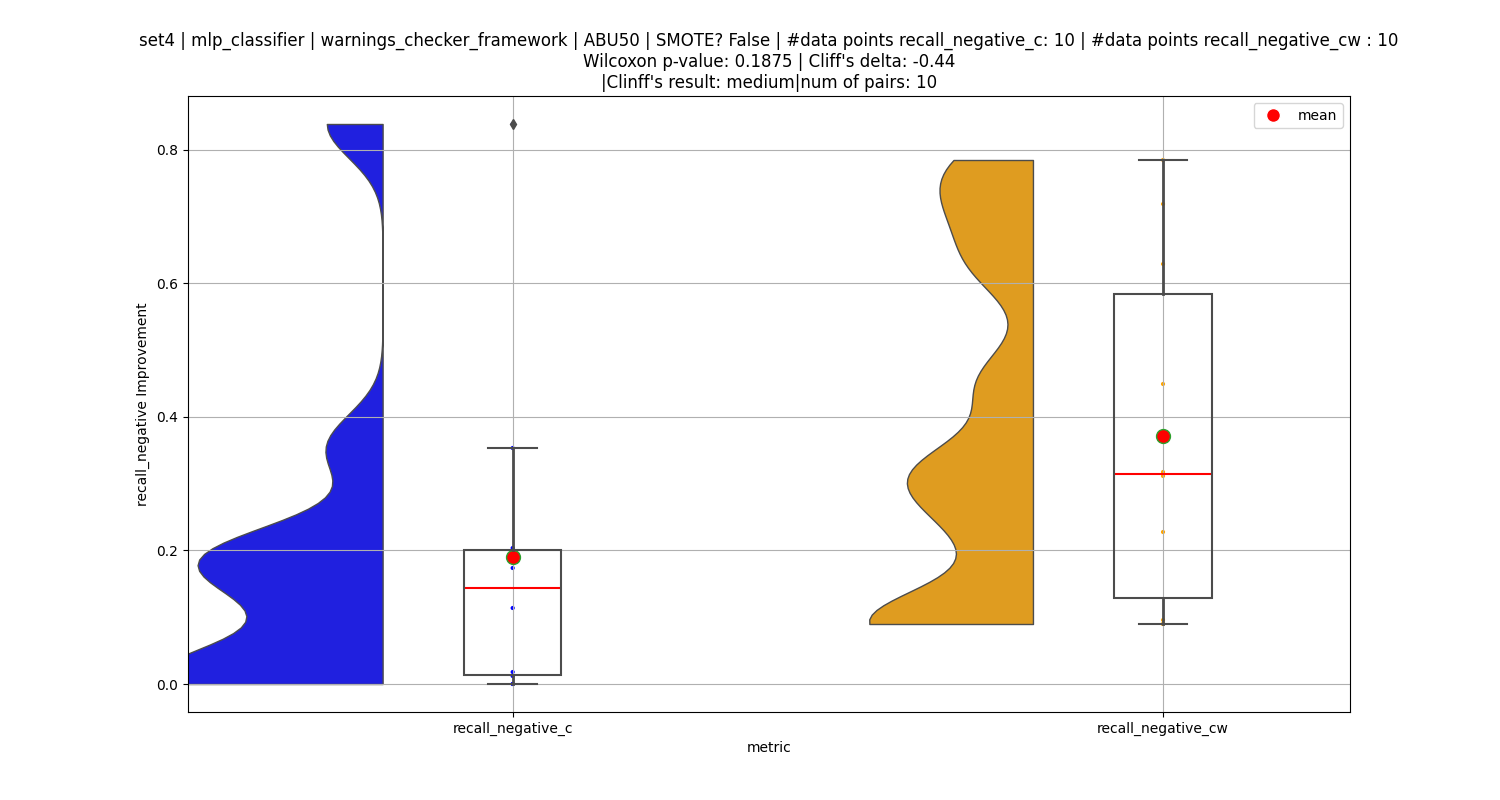 set4 | mlp_classifier | warnings_checker_framework | ABU50 | SMOTE? False | #data points recall_negative_c: 10 | #data points recall_negative_cw : 10
Wilcoxon p-value: 0.1875 | Cliff's delta: -0.44
|Clinff's result: medium|num of pairs: 10
mean
0.8
0.6
0.4
0.2
0.0
recall_negative Improvement
recall_negative_c
recall_negative_cw
metric